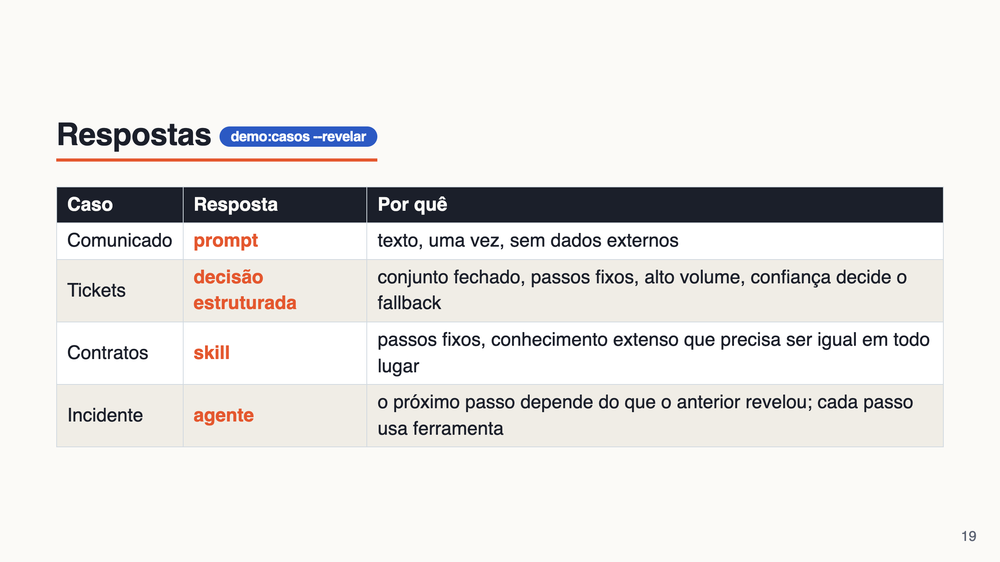 Respostas demo:casos --revelar
Caso Resposta Por quê
Comunicado prompt texto, uma vez, sem dados externos
Tickets decisão estruturada conjunto fechado, passos fixos, alto volume, confiança decide o
fallback
Contratos skill passos fixos, conhecimento extenso que precisa ser igual em todo
lugar
Incidente agente o próximo passo depende do que o anterior revelou; cada passo
usa ferramenta
19